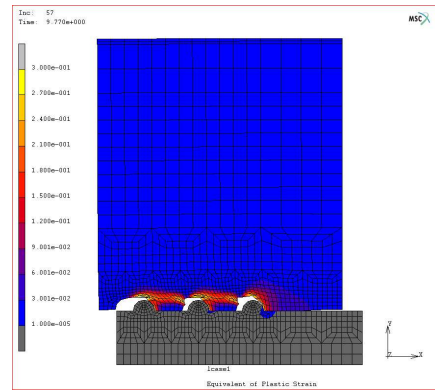 Inc: 57
Time: 9.770e+000
MSC X
3.000e-001
2.700e-001
2.400e-001
2.100e-001
1.800e-001
1.500e-001
1.200e-001
9.001e-002
6.001e-002
3.001e-002
1.000e-005
Y
Z X
lcase1
Equivalent of Plastic Strain